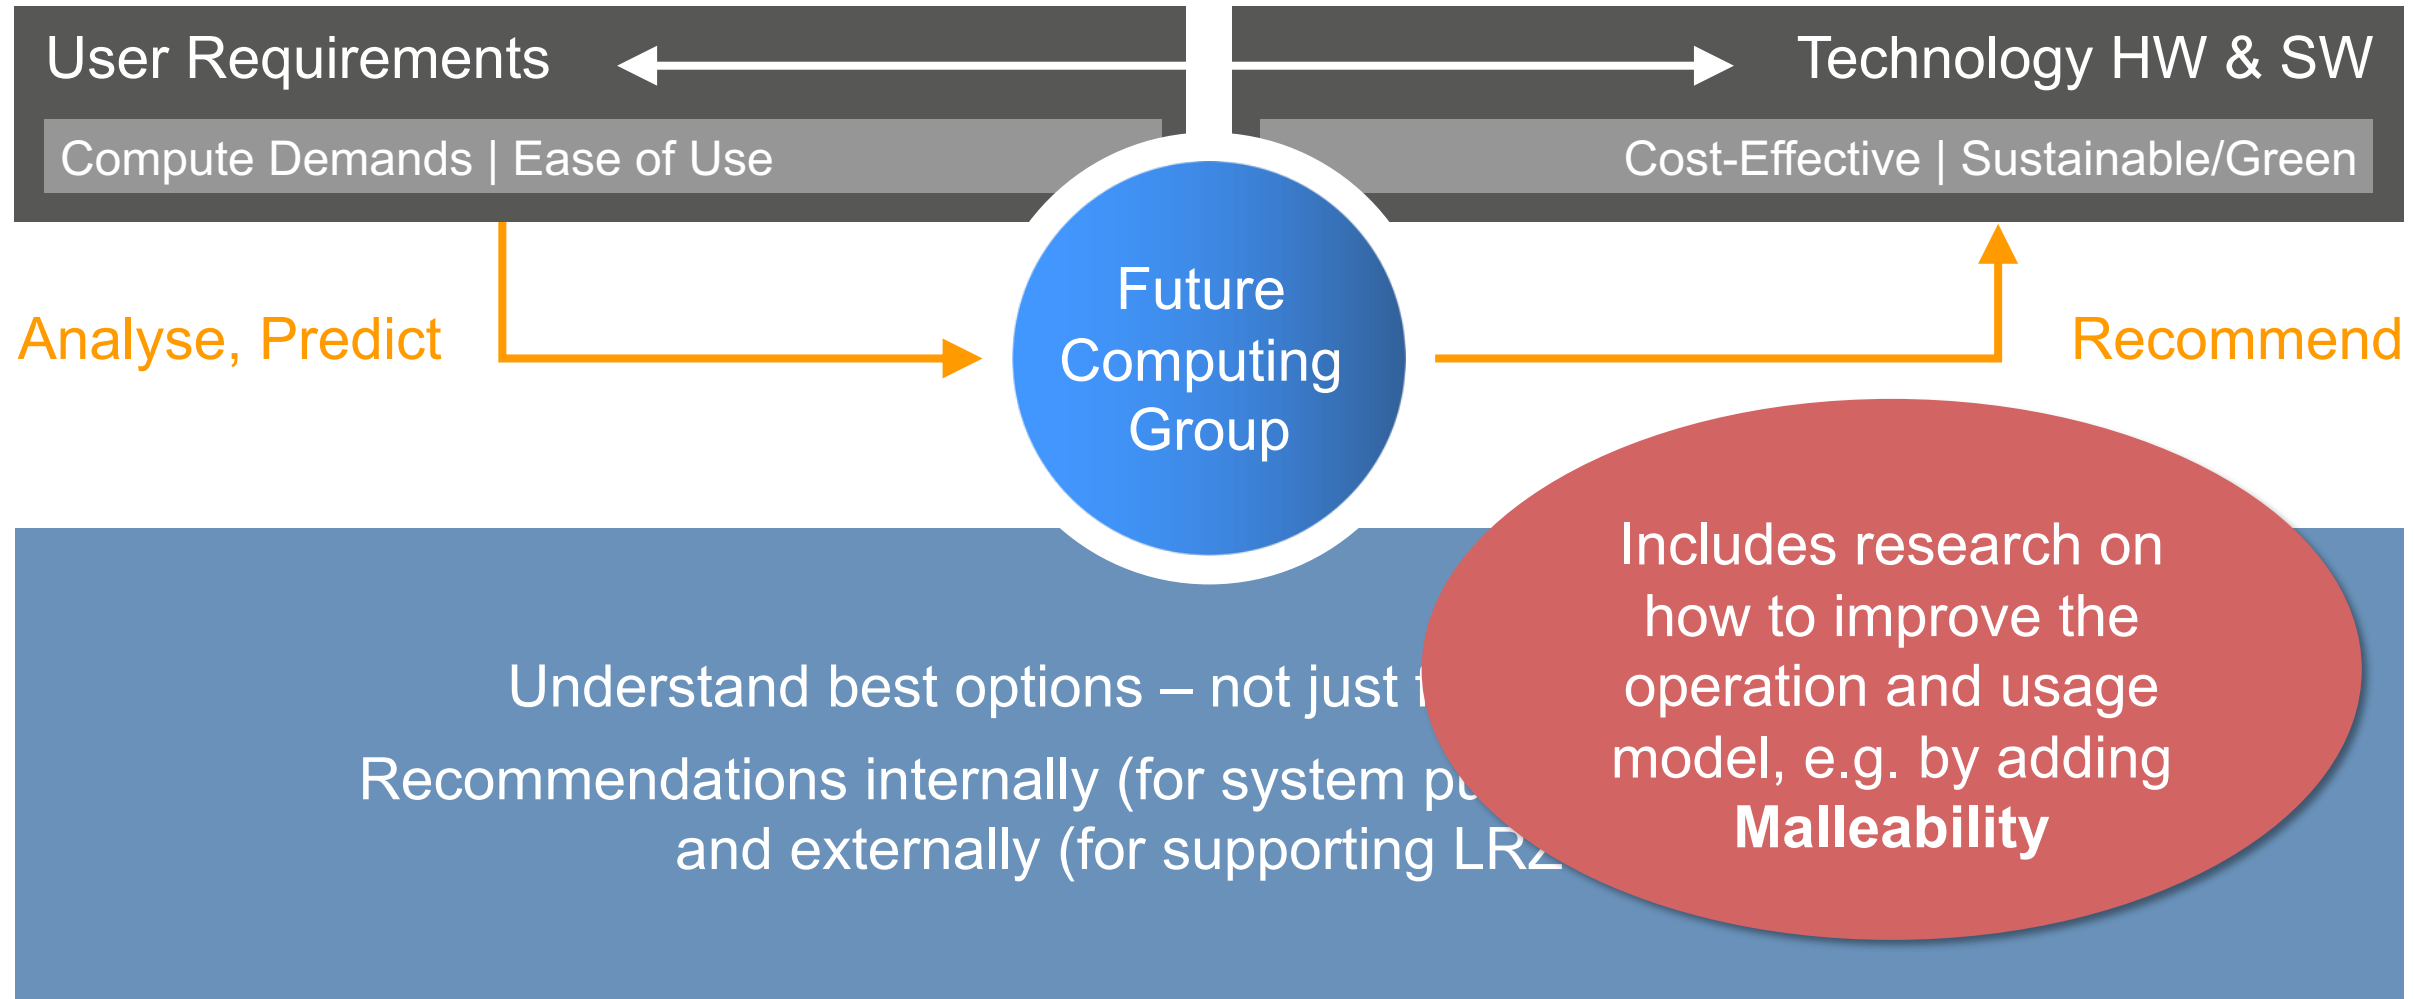 User Requirements
Technology HW & SW
Compute Demands | Ease of Use
Cost-Effective | Sustainable/Green
Future
Computing
Group
Analyse, Predict
Recommend
Includes research on
how to improve the
operation and usage
model, e.g. by adding
Malleability
Understand best options – not just
Recommendations internally (for system
and externally (for supporting LRZ